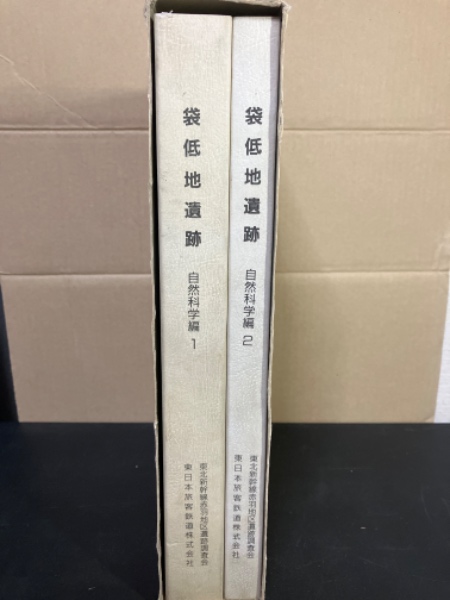 袋低地遺跡
自然科学編 1
東北新幹線赤羽地区遺跡調査会
東日本旅客鉄道株式会社
袋低地遺跡
自然科学編 2
東北新幹線赤羽地区遺跡調査会
東日本旅客鉄道株式会社